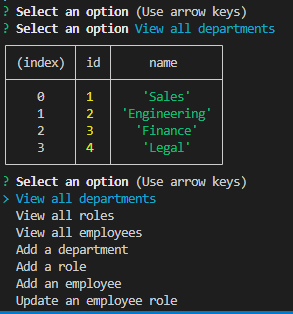 ? Select an option (Use arrow keys)
? Select an option View all departments
(index) id name
0 1 'Sales'
1 2 'Engineering'
2 3 'Finance'
3 4 'Legal'
? Select an option (Use arrow keys)
> View all departments
View all roles
View all employees
Add a department
Add a role
Add an employee
Update an employee role